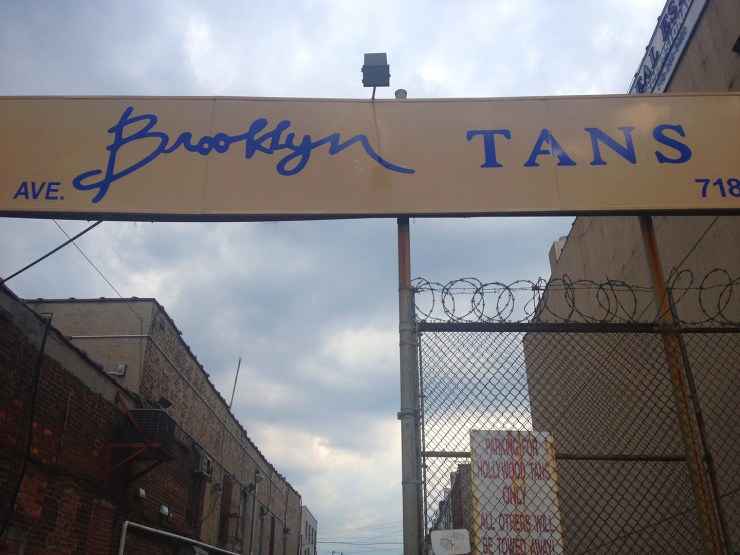 Brooklyn TANS
AVE.
718
PARKING FOR
HOLLYWOOD TANS
ONLY
ALL OTHERS WILL
BE TOWED AWAY